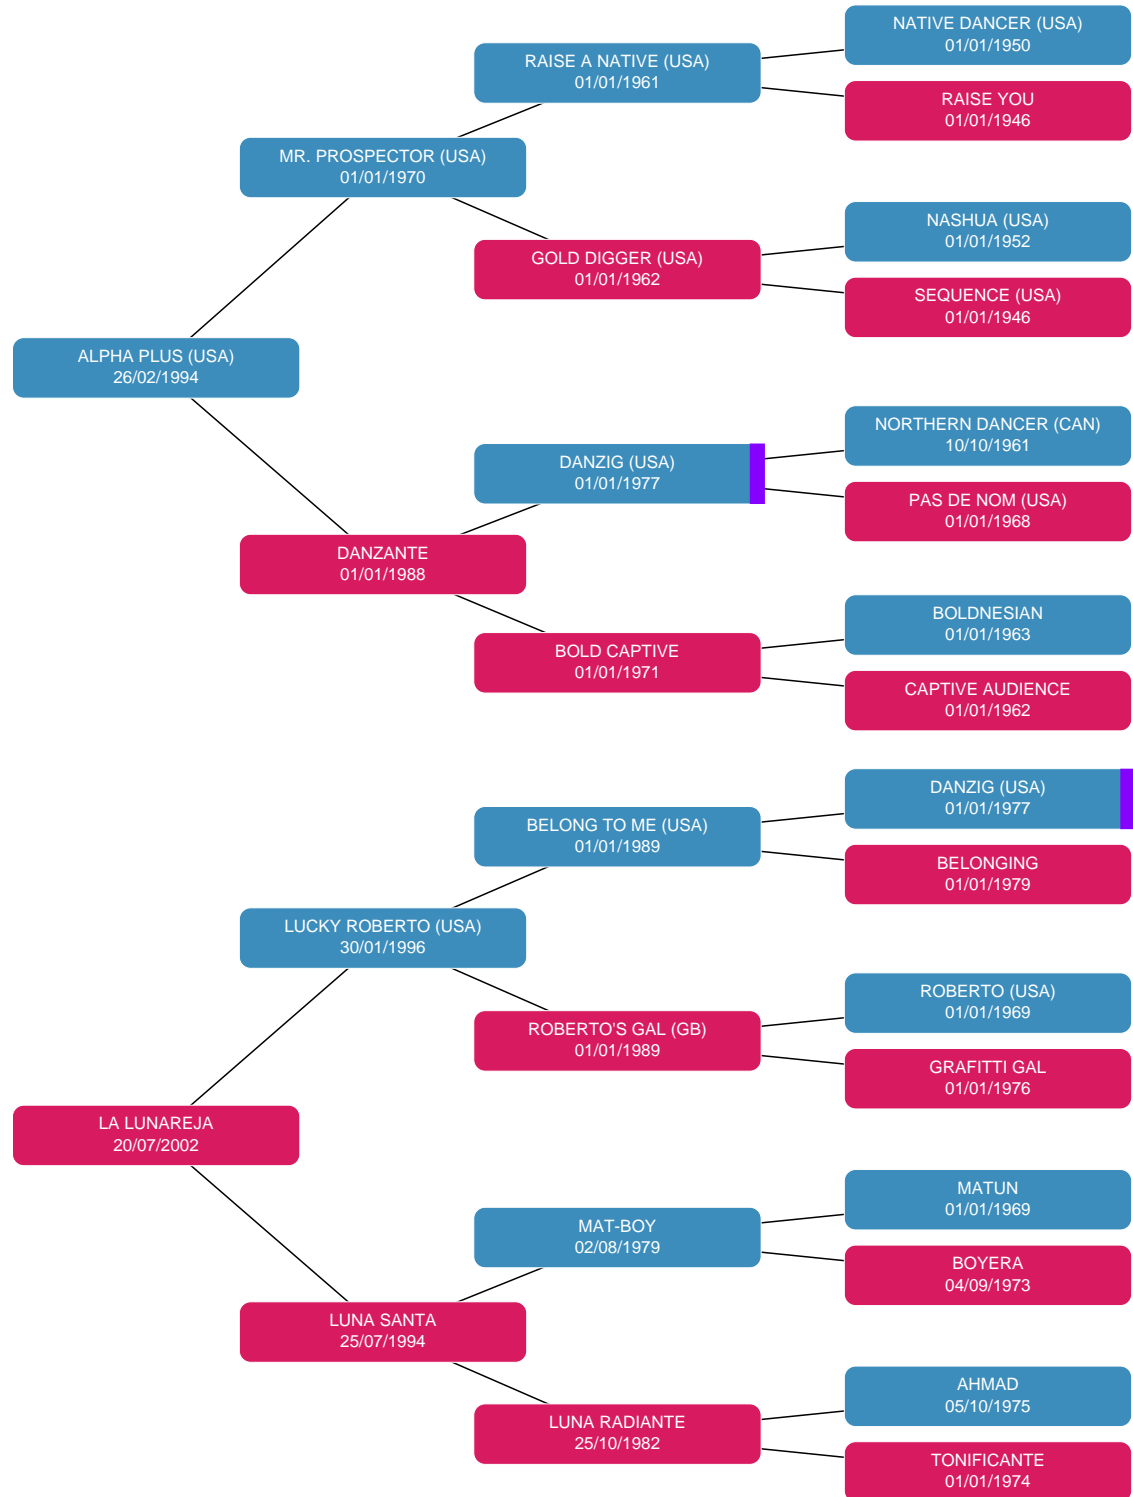 NATIVE DANCER (USA)
01/01/1950
RAISE A NATIVE (USA)
01/01/1961
RAISE YOU
01/01/1946
MR. PROSPECTOR (USA)
01/01/1970
NASHUA (USA)
01/01/1952
GOLD DIGGER (USA)
01/01/1962
SEQUENCE (USA)
01/01/1946
ALPHA PLUS (USA)
26/02/1994
NORTHERN DANCER (CAN)
10/10/1961
DANZIG (USA)
01/01/1977
PAS DE NOM (USA)
01/01/1968
DANZANTE
01/01/1988
BOLDNESIAN
01/01/1963
BOLD CAPTIVE
01/01/1971
CAPTIVE AUDIENCE
01/01/1962
DANZIG (USA)
01/01/1977
BELONG TO ME (USA)
01/01/1989
BELONGING
01/01/1979
LUCKY ROBERTO (USA)
30/01/1996
ROBERTO (USA)
01/01/1969
ROBERTO'S GAL (GB)
01/01/1989
GRAFITTI GAL
01/01/1976
LA LUNAREJA
20/07/2002
MATUN
01/01/1969
MAT-BOY
02/08/1979
BOYERA
04/09/1973
LUNA SANTA
25/07/1994
AHMAD
05/10/1975
LUNA RADIANTE
25/10/1982
TONIFICANTE
01/01/1974